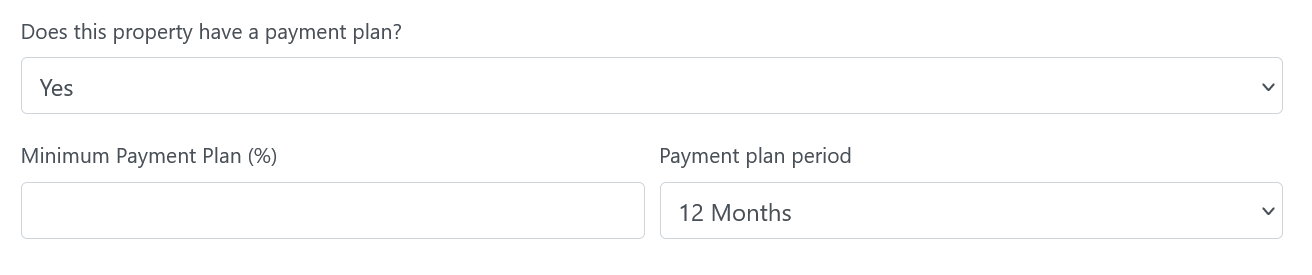 Does this property have a payment plan?
Yes
Minimum Payment Plan (%)
Payment plan period
12 Months